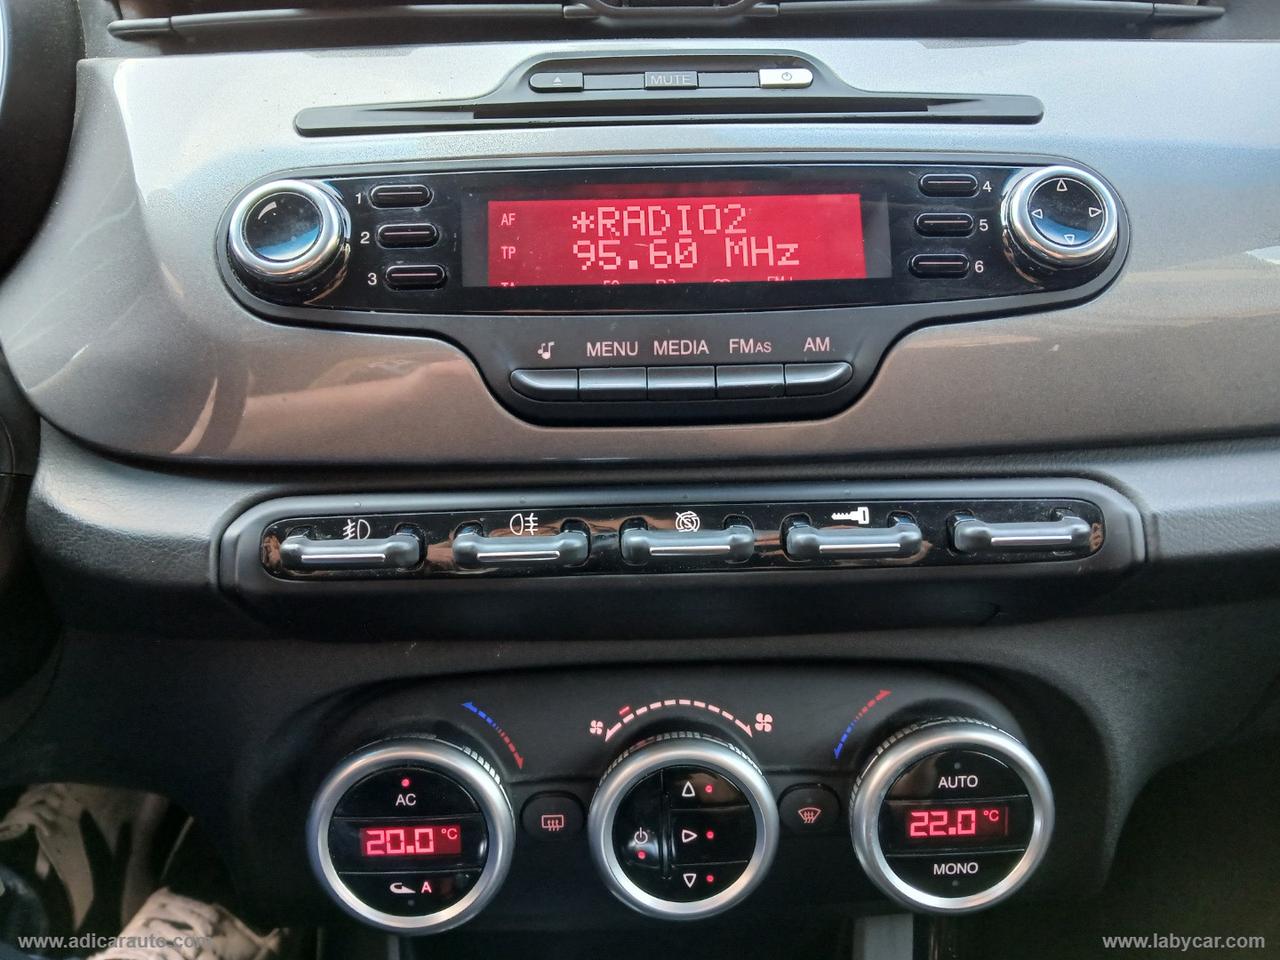 MUTE
1
2
3
AF
TP
*RADIO2
95.60 MHz
4
5
6
MENU MEDIA FMAS AM
AC
20.0 °C
A
AUTO
22.0 °C
MONO
www.adicarauto.com
www.labycar.com